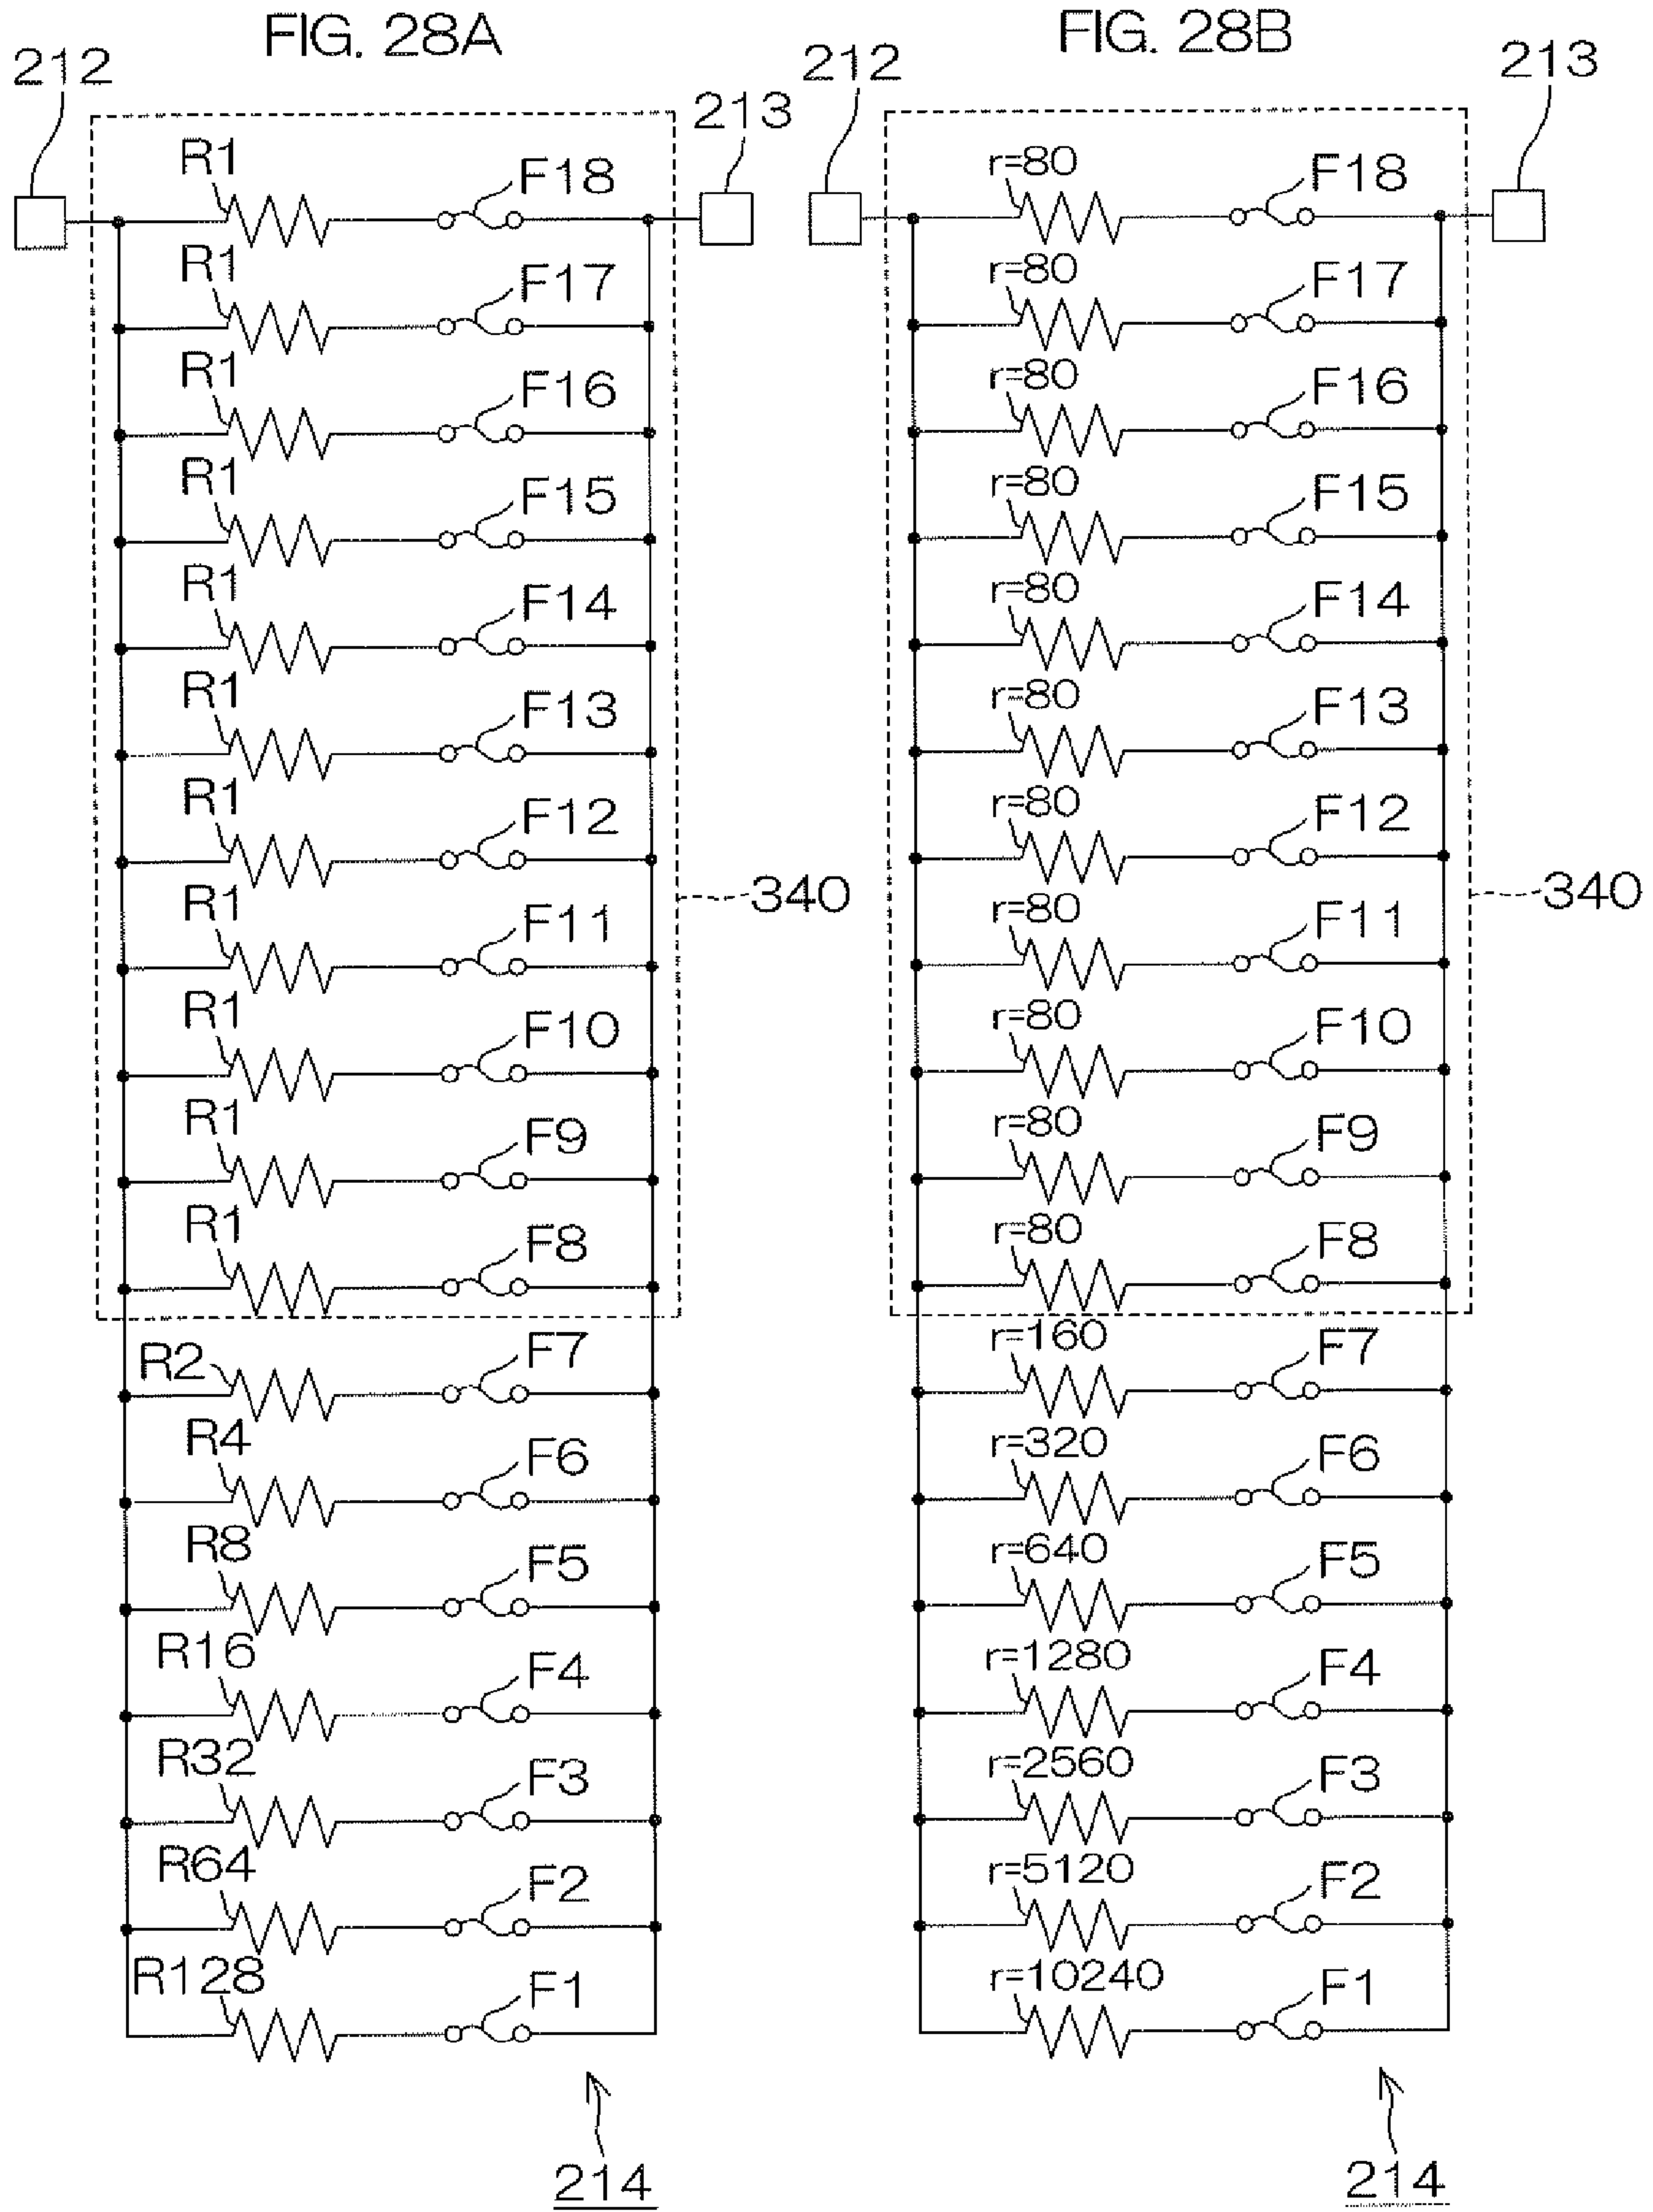 FIG. 28A
212
213
R1 F18
R1 F17
R1 F16
R1 F15
R1 F14
R1 F13
R1 F12
R1 F11
340
R1 F10
R1 F9
R1 F8
R2 F7
R4 F6
R8 F5
R16 F4
R32 F3
R64 F2
R128 F1
214
FIG. 28B
212
213
r=80 F18
r=80 F17
r=80 F16
r=80 F15
r=80 F14
r=80 F13
r=80 F12
r=80 F11
340
r=80 F10
r=80 F9
r=80 F8
r=160 F7
r=320 F6
r=640 F5
r=1280 F4
r=2560 F3
r=5120 F2
r=10240 F1
214